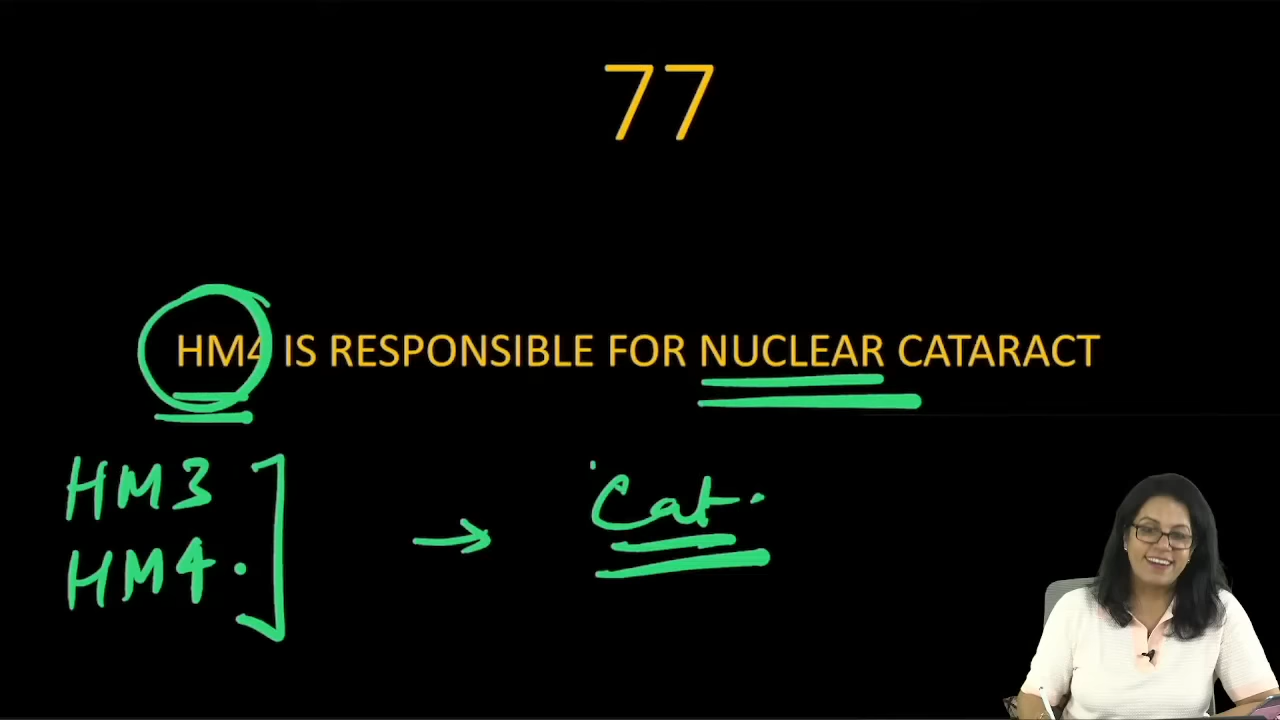 77
HM4 IS RESPONSIBLE FOR NUCLEAR CATARACT
HM3
HM4.
→ Cat.